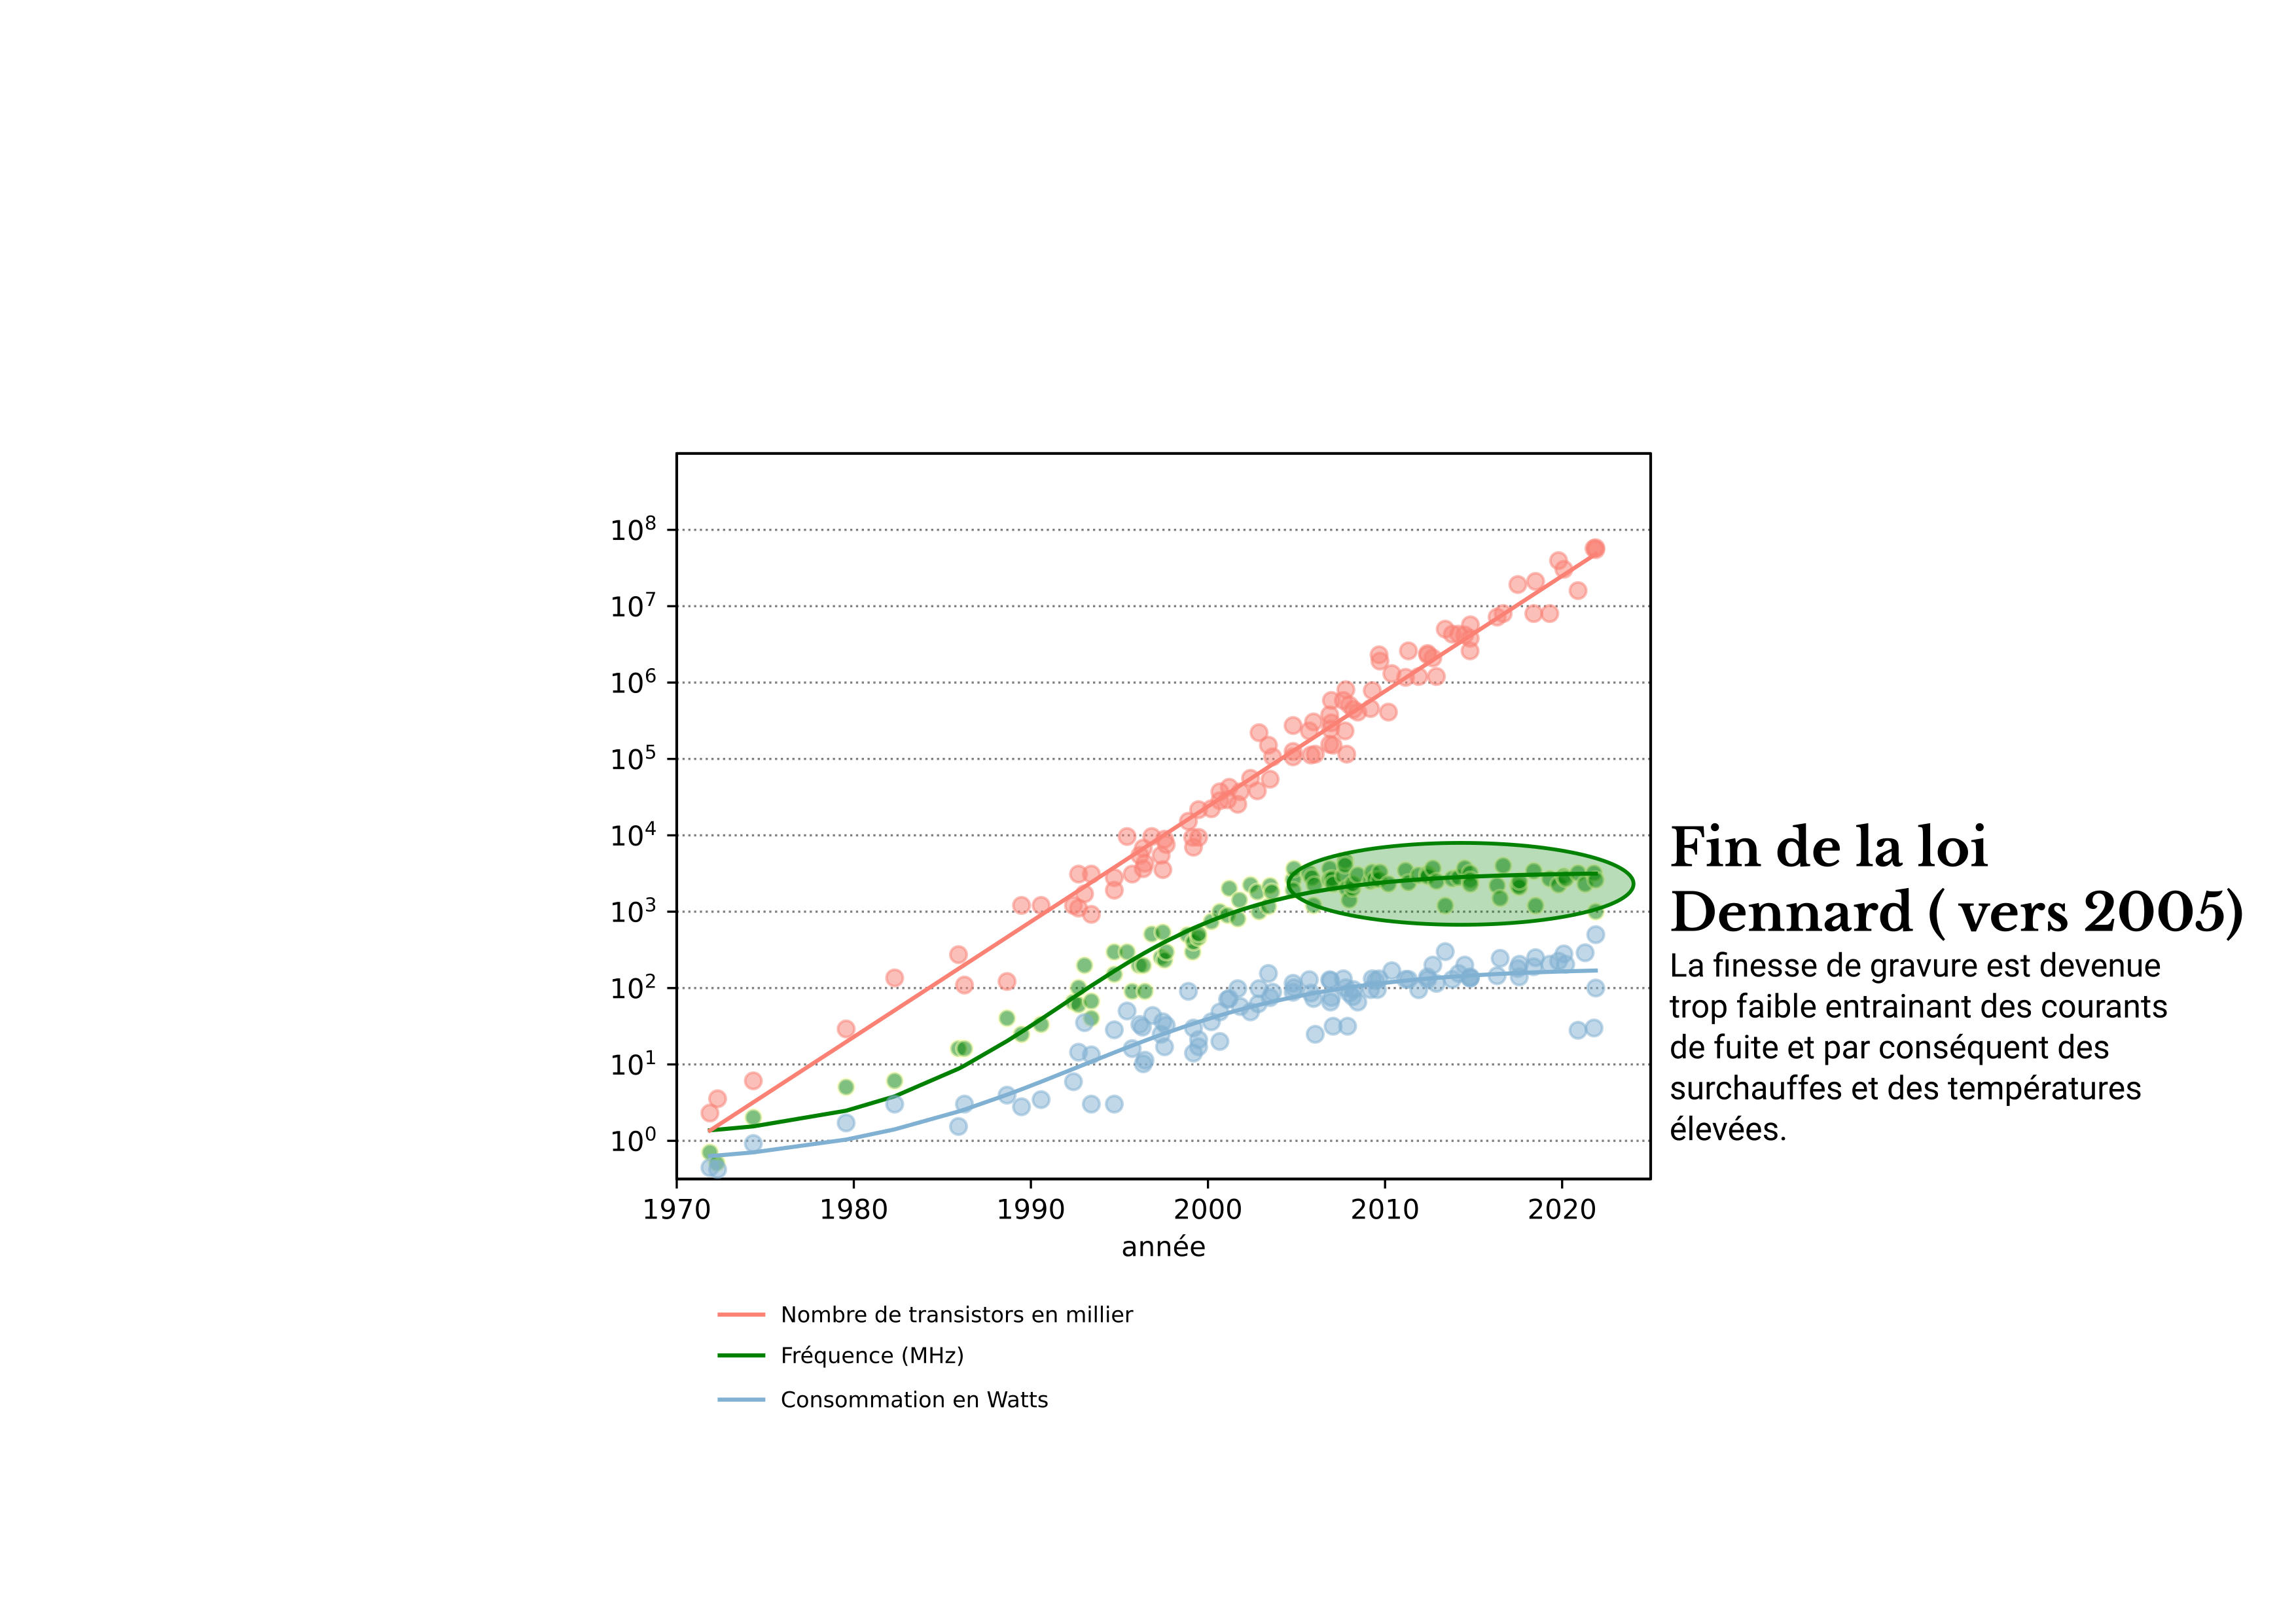 10⁸
10⁷
10⁶
10⁵
10⁴
10³
10²
10¹
10⁰
1970 1980 1990 2000 2010 2020
année
Nombre de transistors en millier
Fréquence (MHz)
Consommation en Watts
Fin de la loi
Dennard ( vers 2005)
La finesse de gravure est devenue
trop faible entrainant des courants
de fuite et par conséquent des
surchauffes et des températures
élevées.